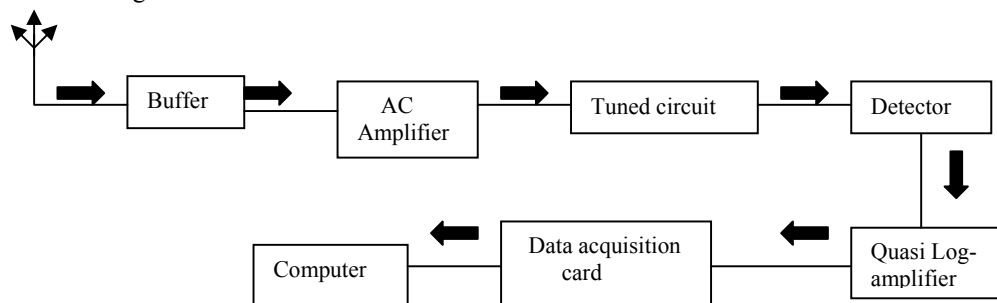 Buffer
AC
Amplifier
Tuned circuit
Detector
Quasi Log-
amplifier
Data acquisition
card
Computer